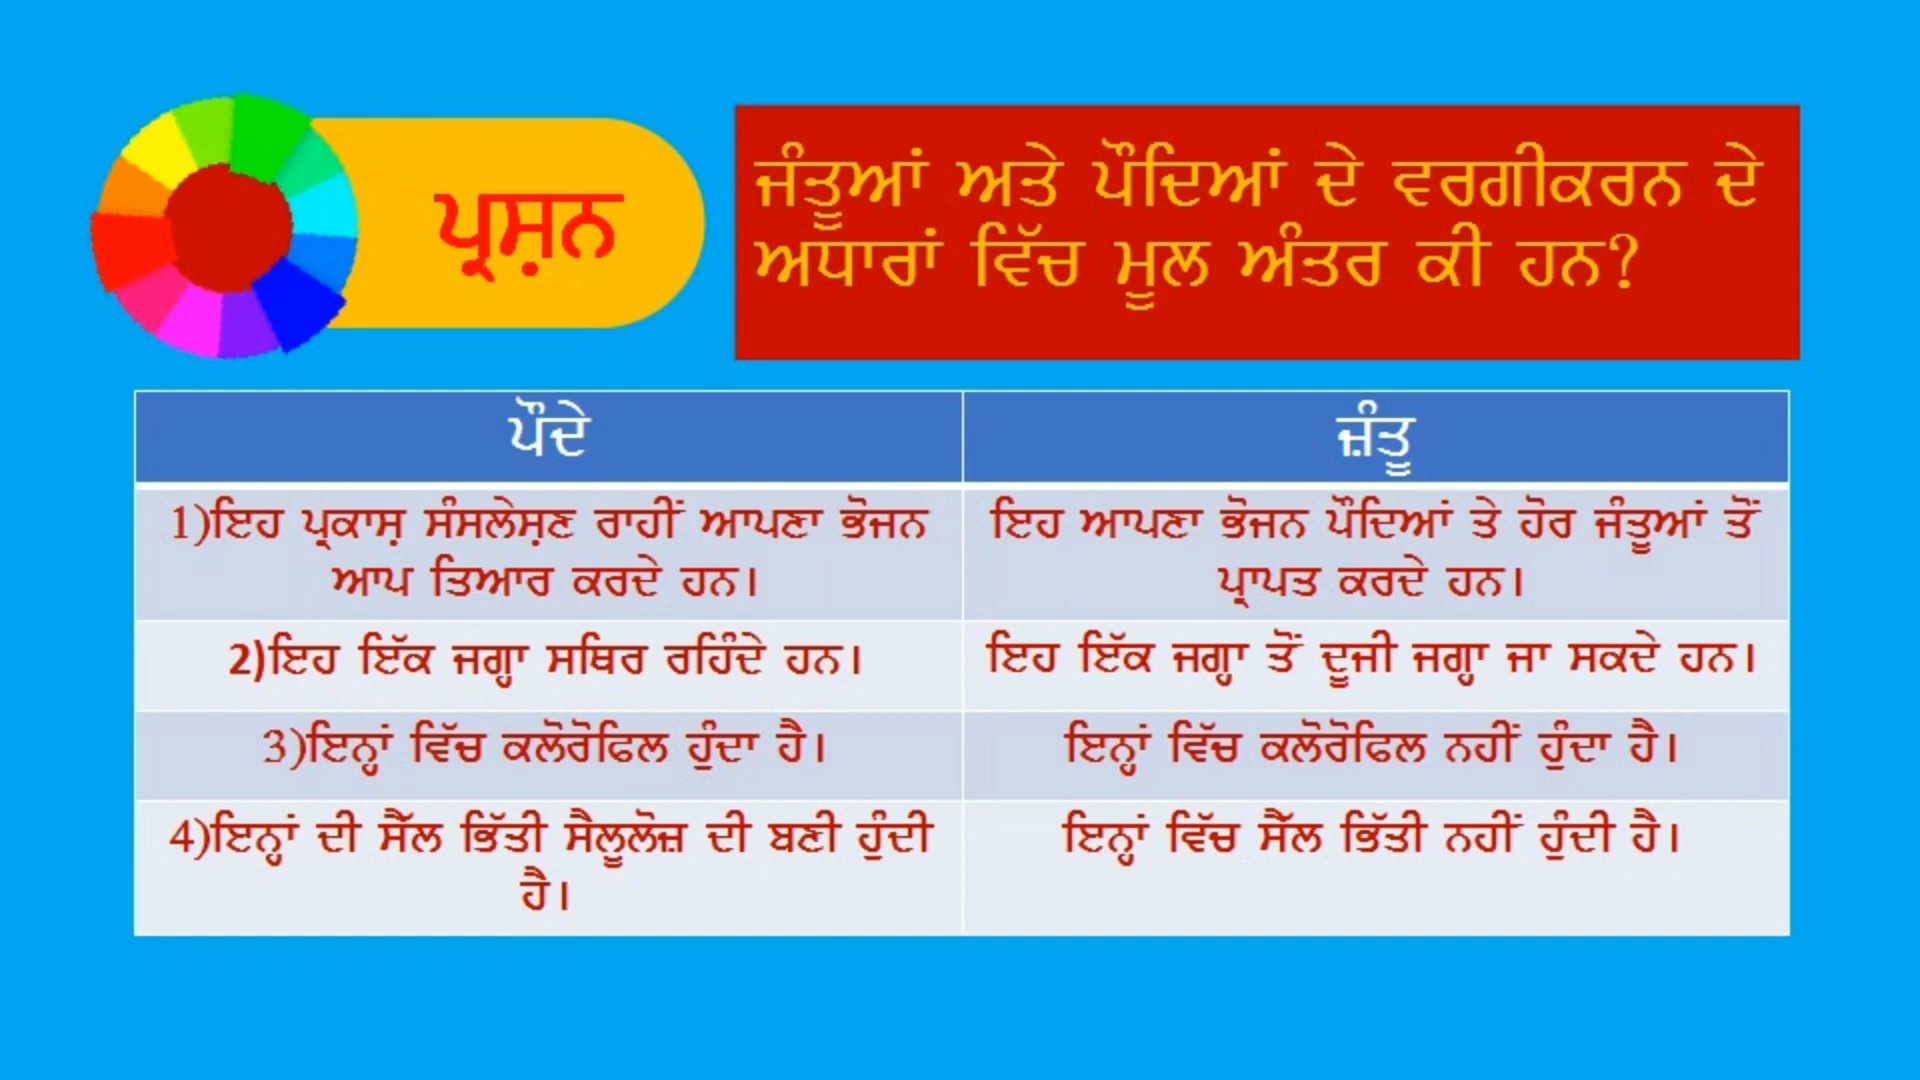 ਪ੍ਰਸ਼ਨ
ਜੰਤੂਆਂ ਅਤੇ ਪੌਦਿਆਂ ਦੇ ਵਰਗੀਕਰਨ ਦੇ
ਅਧਾਰਾਂ ਵਿੱਚ ਮੂਲ ਅੰਤਰ ਕੀ ਹਨ?
ਪੌਦੇ
ਜ਼ੰਤੂ
1)ਇਹ ਪ੍ਰਕਾਸ਼ ਸੰਸਲੇਸ਼ਣ ਰਾਹੀਂ ਆਪਣਾ ਭੋਜਨ
ਆਪ ਤਿਆਰ ਕਰਦੇ ਹਨ।
ਇਹ ਆਪਣਾ ਭੋਜਨ ਪੌਦਿਆਂ ਤੇ ਹੋਰ ਜੰਤੂਆਂ ਤੋਂ
ਪ੍ਰਾਪਤ ਕਰਦੇ ਹਨ।
2)ਇਹ ਇੱਕ ਜਗ੍ਹਾ ਸਥਿਰ ਰਹਿੰਦੇ ਹਨ।
ਇਹ ਇੱਕ ਜਗ੍ਹਾ ਤੋਂ ਦੂਜੀ ਜਗ੍ਹਾ ਜਾ ਸਕਦੇ ਹਨ।
3)ਇਨ੍ਹਾਂ ਵਿੱਚ ਕਲੋਰੋਫਿਲ ਹੁੰਦਾ ਹੈ।
ਇਨ੍ਹਾਂ ਵਿੱਚ ਕਲੋਰੋਫਿਲ ਨਹੀਂ ਹੁੰਦਾ ਹੈ।
4)ਇਨ੍ਹਾਂ ਦੀ ਸੈੱਲ ਭਿੱਤੀ ਸੈਲੂਲੋਜ਼ ਦੀ ਬਣੀ ਹੁੰਦੀ
ਹੈ।
ਇਨ੍ਹਾਂ ਵਿੱਚ ਸੈੱਲ ਭਿੱਤੀ ਨਹੀਂ ਹੁੰਦੀ ਹੈ।